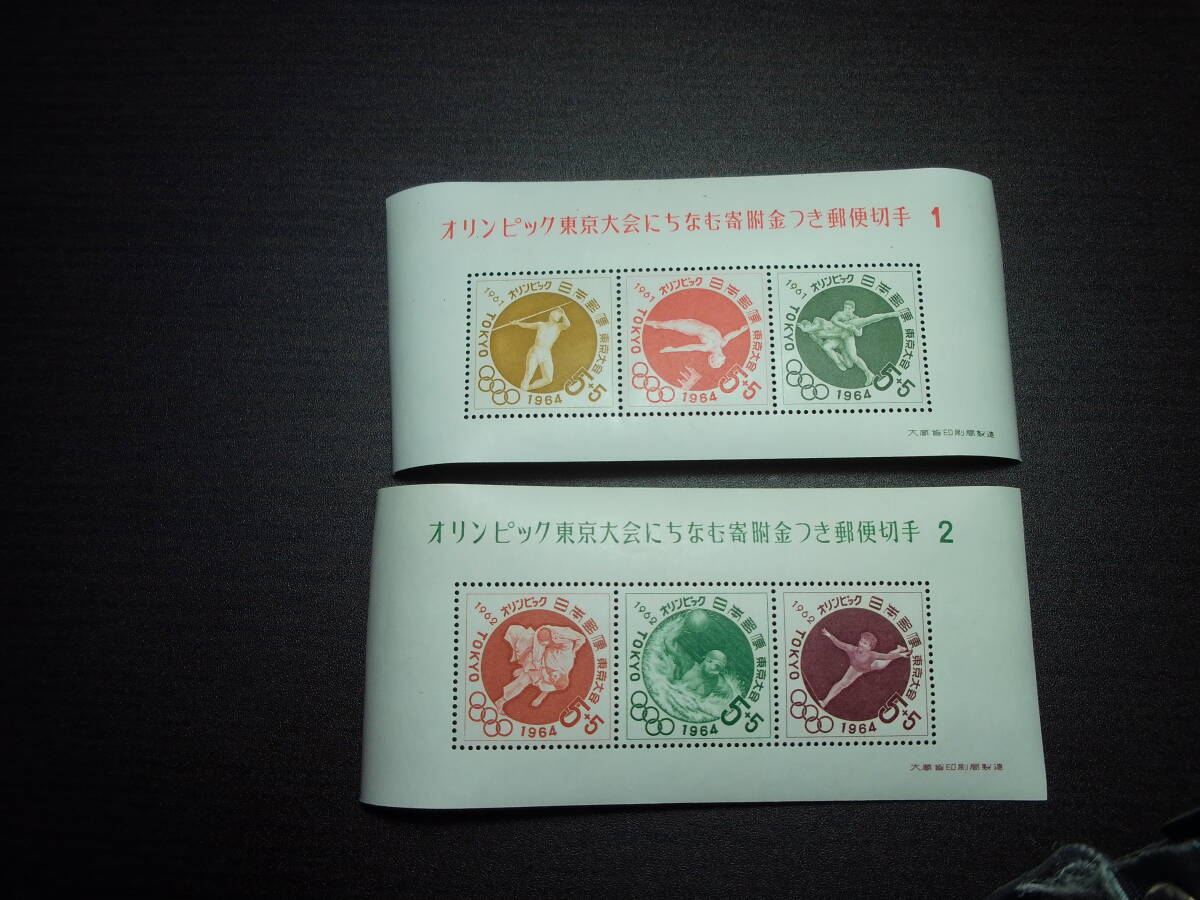 オリンピック東京大会にちなむ寄附金つき郵便切手 1
1961 オリンピック 日本郵便 東京大会
TOKYO 1964 5+5
1961 オリンピック 日本郵便 東京大会
TOKYO 1964 5+5
1961 オリンピック 日本郵便 東京大会
TOKYO 1964 5+5
大蔵省印刷局製造
オリンピック東京大会にちなむ寄附金つき郵便切手 2
1962 オリンピック 日本郵便 東京大会
TOKYO 1964 5+5
1962 オリンピック 日本郵便 東京大会
TOKYO 1964 5+5
1962 オリンピック 日本郵便 東京大会
TOKYO 1964 5+5
大蔵省印刷局製造